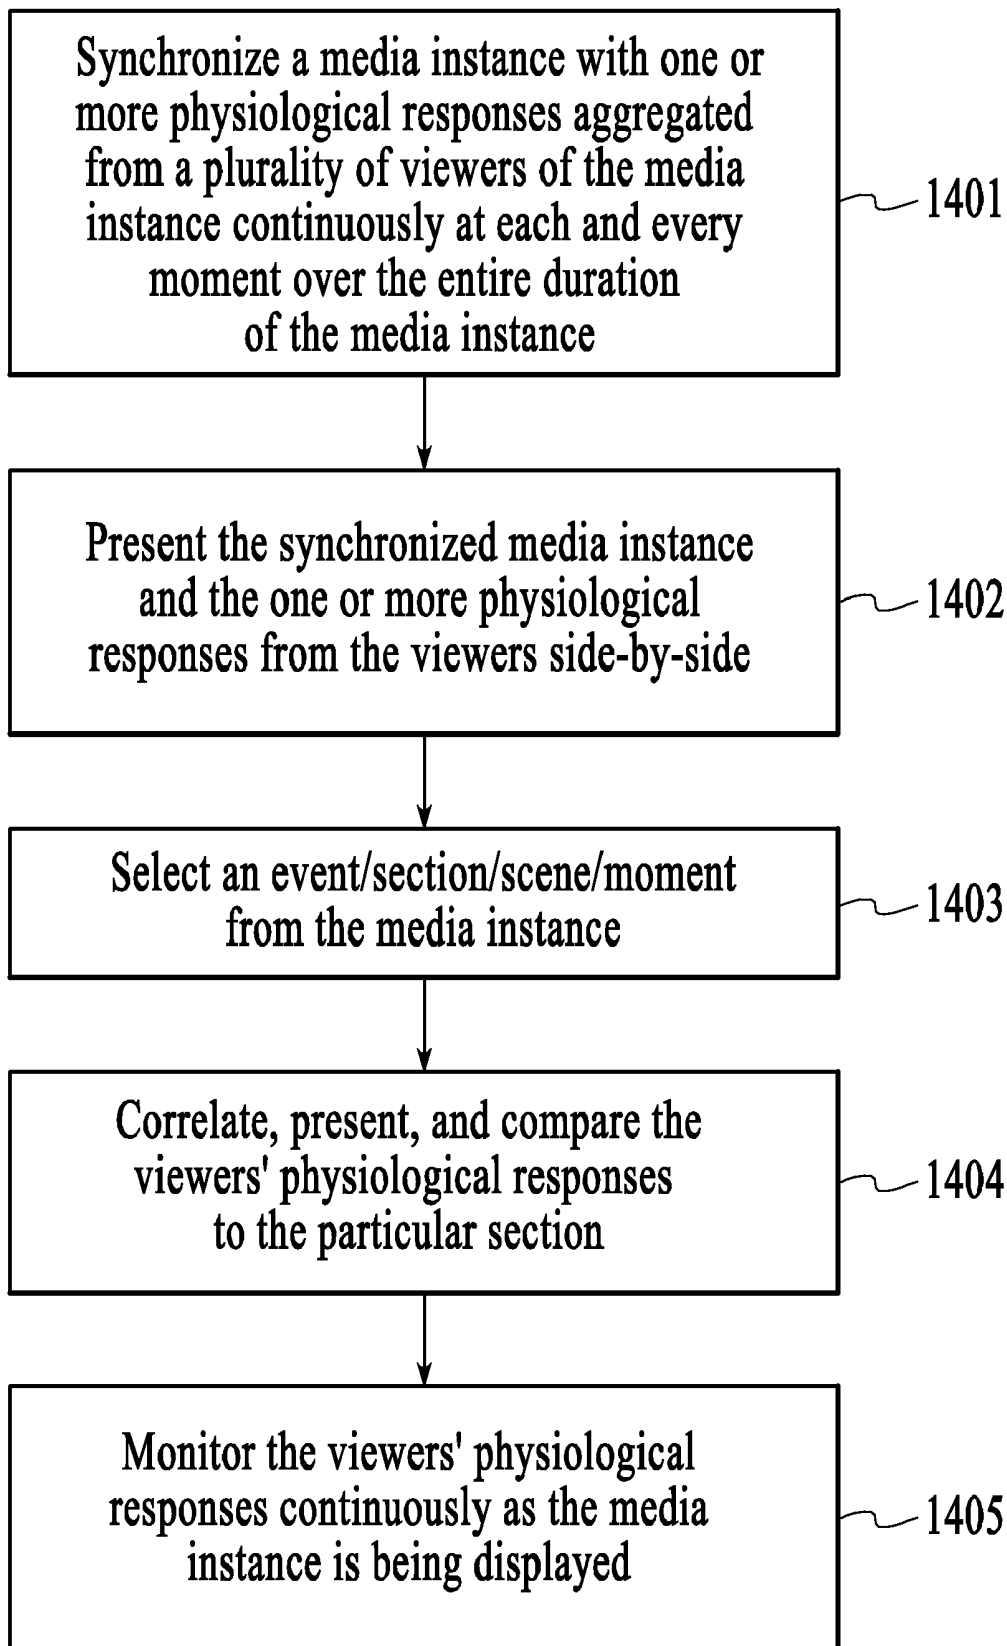 Synchronize a media instance with one or
more physiological responses aggregated
from a plurality of viewers of the media
instance continuously at each and every
moment over the entire duration
of the media instance
1401
Present the synchronized media instance
and the one or more physiological
responses from the viewers side-by-side
1402
Select an event/section/scene/moment
from the media instance
1403
Correlate, present, and compare the
viewers' physiological responses
to the particular section
1404
Monitor the viewers' physiological
responses continuously as the media
instance is being displayed
1405